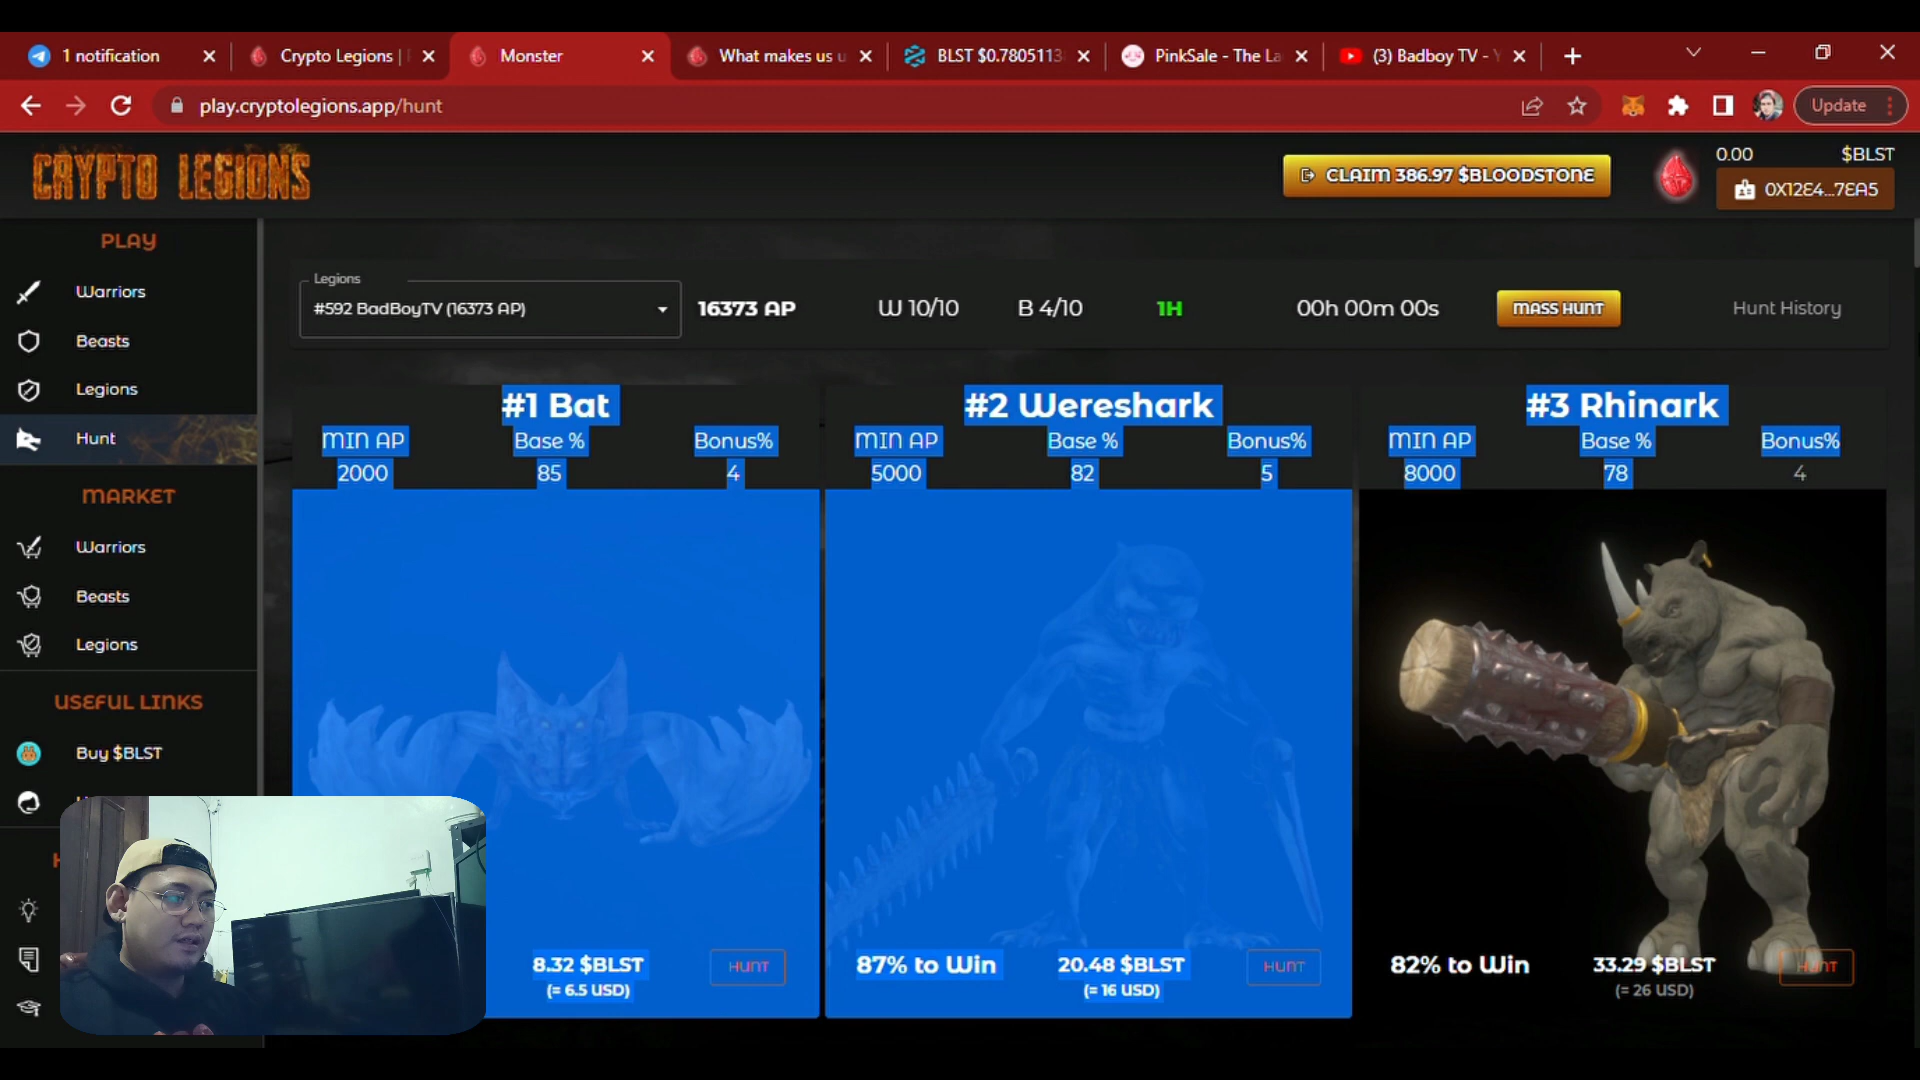 1 notification
Crypto Legions |
Monster
What makes us u
BLST $0.7805113
PinkSale - The La
(3) Badboy TV - Y
play.cryptolegions.app/hunt
Update
CRYPTO LEGIONS
CLAIM 386.97 $BLOODSTONE
0.00 $BLST
0X12E4...7EA5
PLAY
Warriors
Beasts
Legions
Hunt
MARKET
Warriors
Beasts
Legions
USEFUL LINKS
Buy $BLST
Legions
#592 BadBoyTV (16373 AP)
16373 AP
W 10/10
B 4/10
1H
00h 00m 00s
MASS HUNT
Hunt History
#1 Bat
MIN AP Base % Bonus%
2000 85 4
8.32 $BLST
(= 6.5 USD)
HUNT
#2 Wereshark
MIN AP Base % Bonus%
5000 82 5
87% to Win
20.48 $BLST
(= 16 USD)
HUNT
#3 Rhinark
MIN AP Base % Bonus%
8000 78 4
82% to Win
33.29 $BLST
(= 26 USD)
HUNT